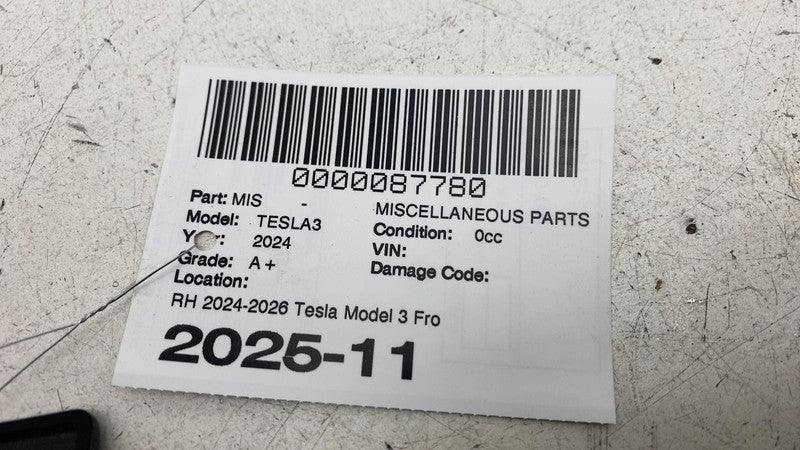 0000087780
Part: MIS - MISCELLANEOUS PARTS
Model: TESLA3 Condition: 0cc
Year: 2024 VIN:
Grade: A+ Damage Code:
Location:
RH 2024-2026 Tesla Model 3 Fro
2025-11